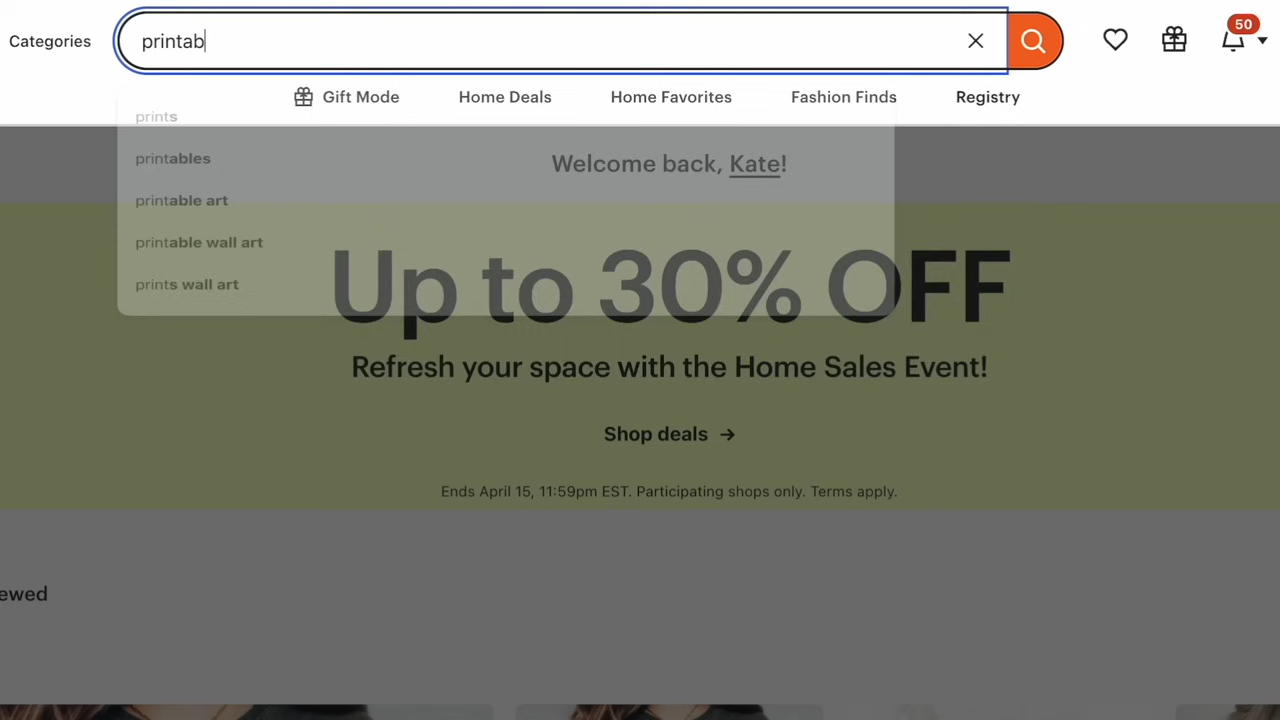 Categories
printab
50
Gift Mode
Home Deals
Home Favorites
Fashion Finds
Registry
prints
printables
printable art
printable wall art
prints wall art
Welcome back, Kate!
Up to 30% OFF
Refresh your space with the Home Sales Event!
Shop deals →
Ends April 15, 11:59pm EST. Participating shops only. Terms apply.
ewed